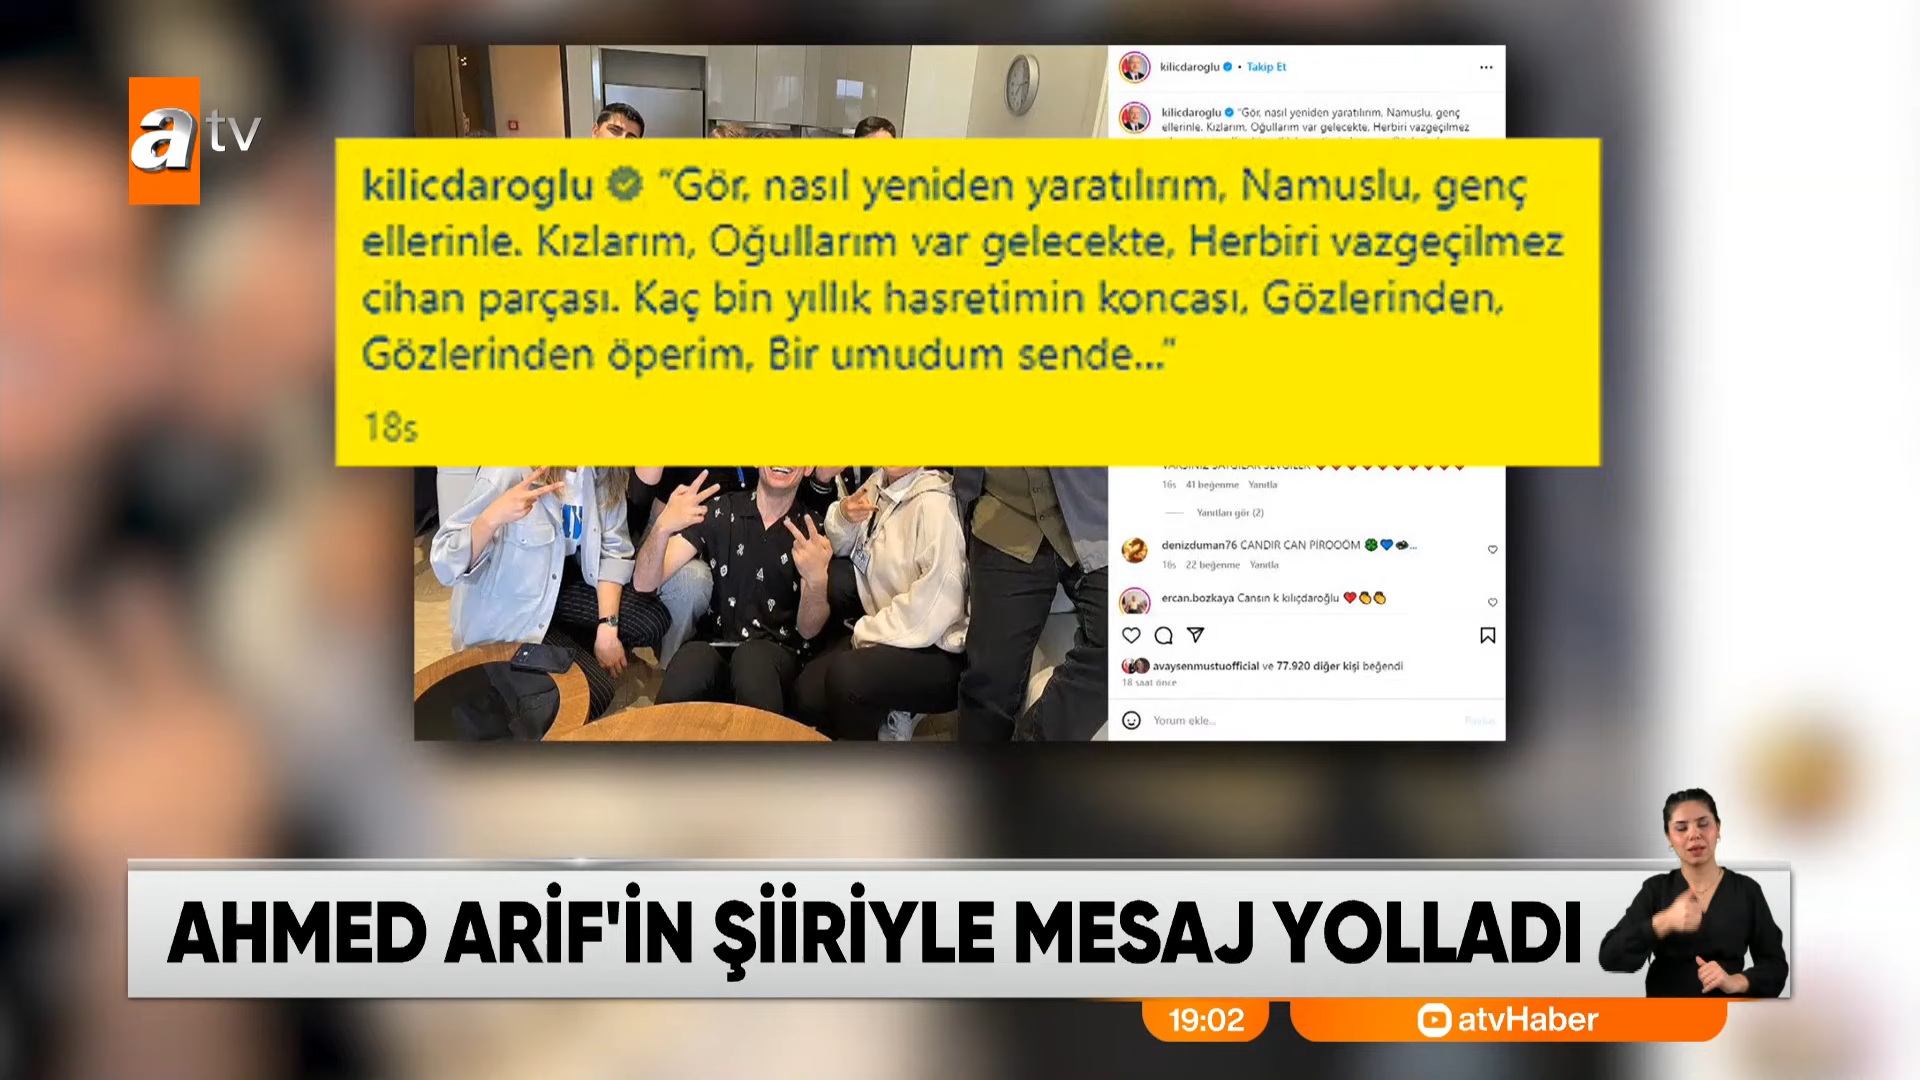 atv
kilicdaroglu • Takip Et
kilicdaroglu "Gör, nasıl yeniden yaratılırım, Namuslu, genç
ellerinle. Kızlarım, Oğullarım var gelecekte, Herbiri vazgeçilmez
kilicdaroglu "Gör, nasıl yeniden yaratılırım, Namuslu, genç
ellerinle. Kızlarım, Oğullarım var gelecekte, Herbiri vazgeçilmez
cihan parçası. Kaç bin yıllık hasretimin koncası, Gözlerinden,
Gözlerinden öperim, Bir umudum sende..."
18s
16s 41 beğenme Yanıtla
Yanıtları gör (2)
denizduman76 CANDIR CAN PİROOÖM 🍀💙...
16s 22 beğenme Yanıtla
ercan.bozkaya Cansın k kılıçdaroğlu ❤️👏👏
avaysenmustuofficial ve 77.920 diğer kişi beğendi
18 saat önce
Yorum ekle...
Paylaş
AHMED ARİF'İN ŞİİRİYLE MESAJ YOLLADI
19:02
atvHaber